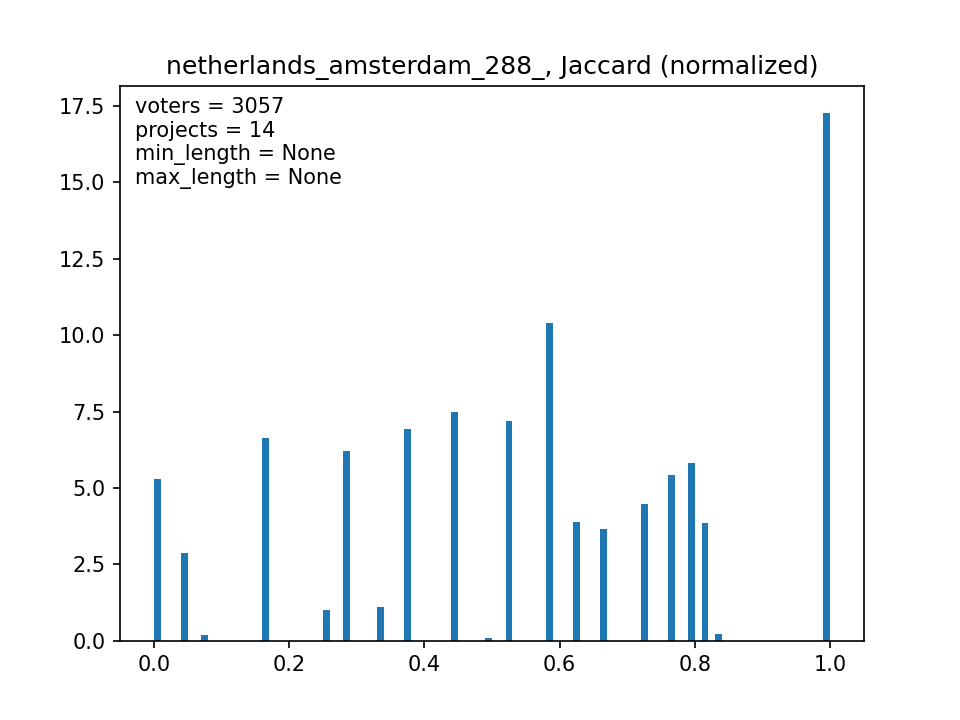 netherlands_amsterdam_288_, Jaccard (normalized)
voters = 3057
projects = 14
min_length = None
max_length = None
17.5
15.0
12.5
10.0
7.5
5.0
2.5
0.0
0.0 0.2 0.4 0.6 0.8 1.0